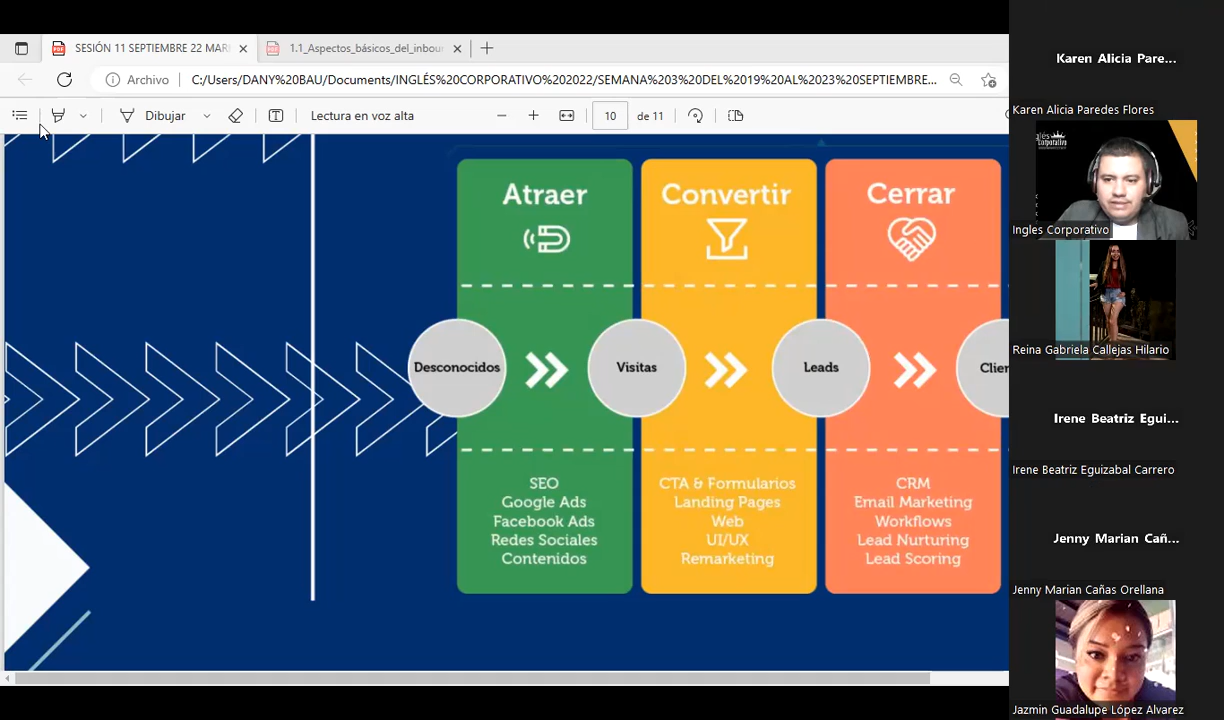 SESIÓN 11 SEPTIEMBRE 22 MAR
1.1_Aspectos_básicos_del_inbour
Archivo
C:/Users/DANY%20BAU/Documents/INGLÉS%20CORPORATIVO%202022/SEMANA%203%20DEL%2019%20AL%2023%20SEPTIEMBRE...
Dibujar
Lectura en voz alta
10
de 11
Atraer
Convertir
Cerrar
Desconocidos
Visitas
Leads
Clien
SEO
Google Ads
Facebook Ads
Redes Sociales
Contenidos
CTA & Formularios
Landing Pages
Web
UI/UX
Remarketing
CRM
Email Marketing
Workflows
Lead Nurturing
Lead Scoring
Karen Alicia Pare...
Karen Alicia Paredes Flores
Ingles Corporativo
Reina Gabriela Callejas Hilario
Irene Beatriz Egui...
Irene Beatriz Eguizabal Carrero
Jenny Marian Cañ...
Jenny Marian Cañas Orellana
Jazmin Guadalupe López Alvarez